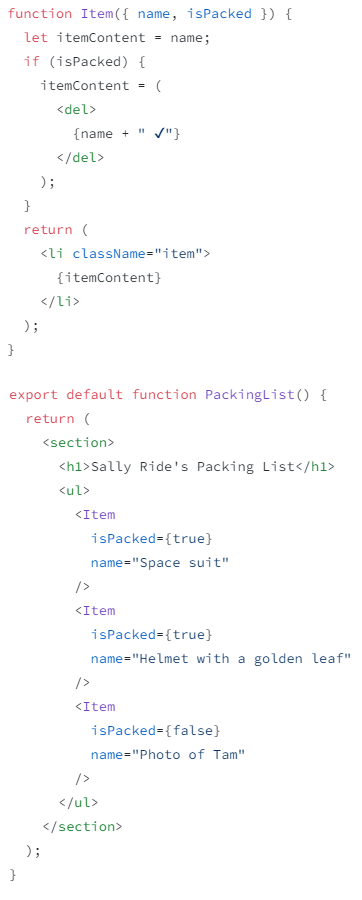 function Item({ name, isPacked }) {
  let itemContent = name;
  if (isPacked) {
    itemContent = (
      <del>
        {name + " ✓"}
      </del>
    );
  }
  return (
    <li className="item">
      {itemContent}
    </li>
  );
}

export default function PackingList() {
  return (
    <section>
      <h1>Sally Ride's Packing List</h1>
      <ul>
        <Item
          isPacked={true}
          name="Space suit"
        />
        <Item
          isPacked={true}
          name="Helmet with a golden leaf"
        />
        <Item
          isPacked={false}
          name="Photo of Tam"
        />
      </ul>
    </section>
  );
}